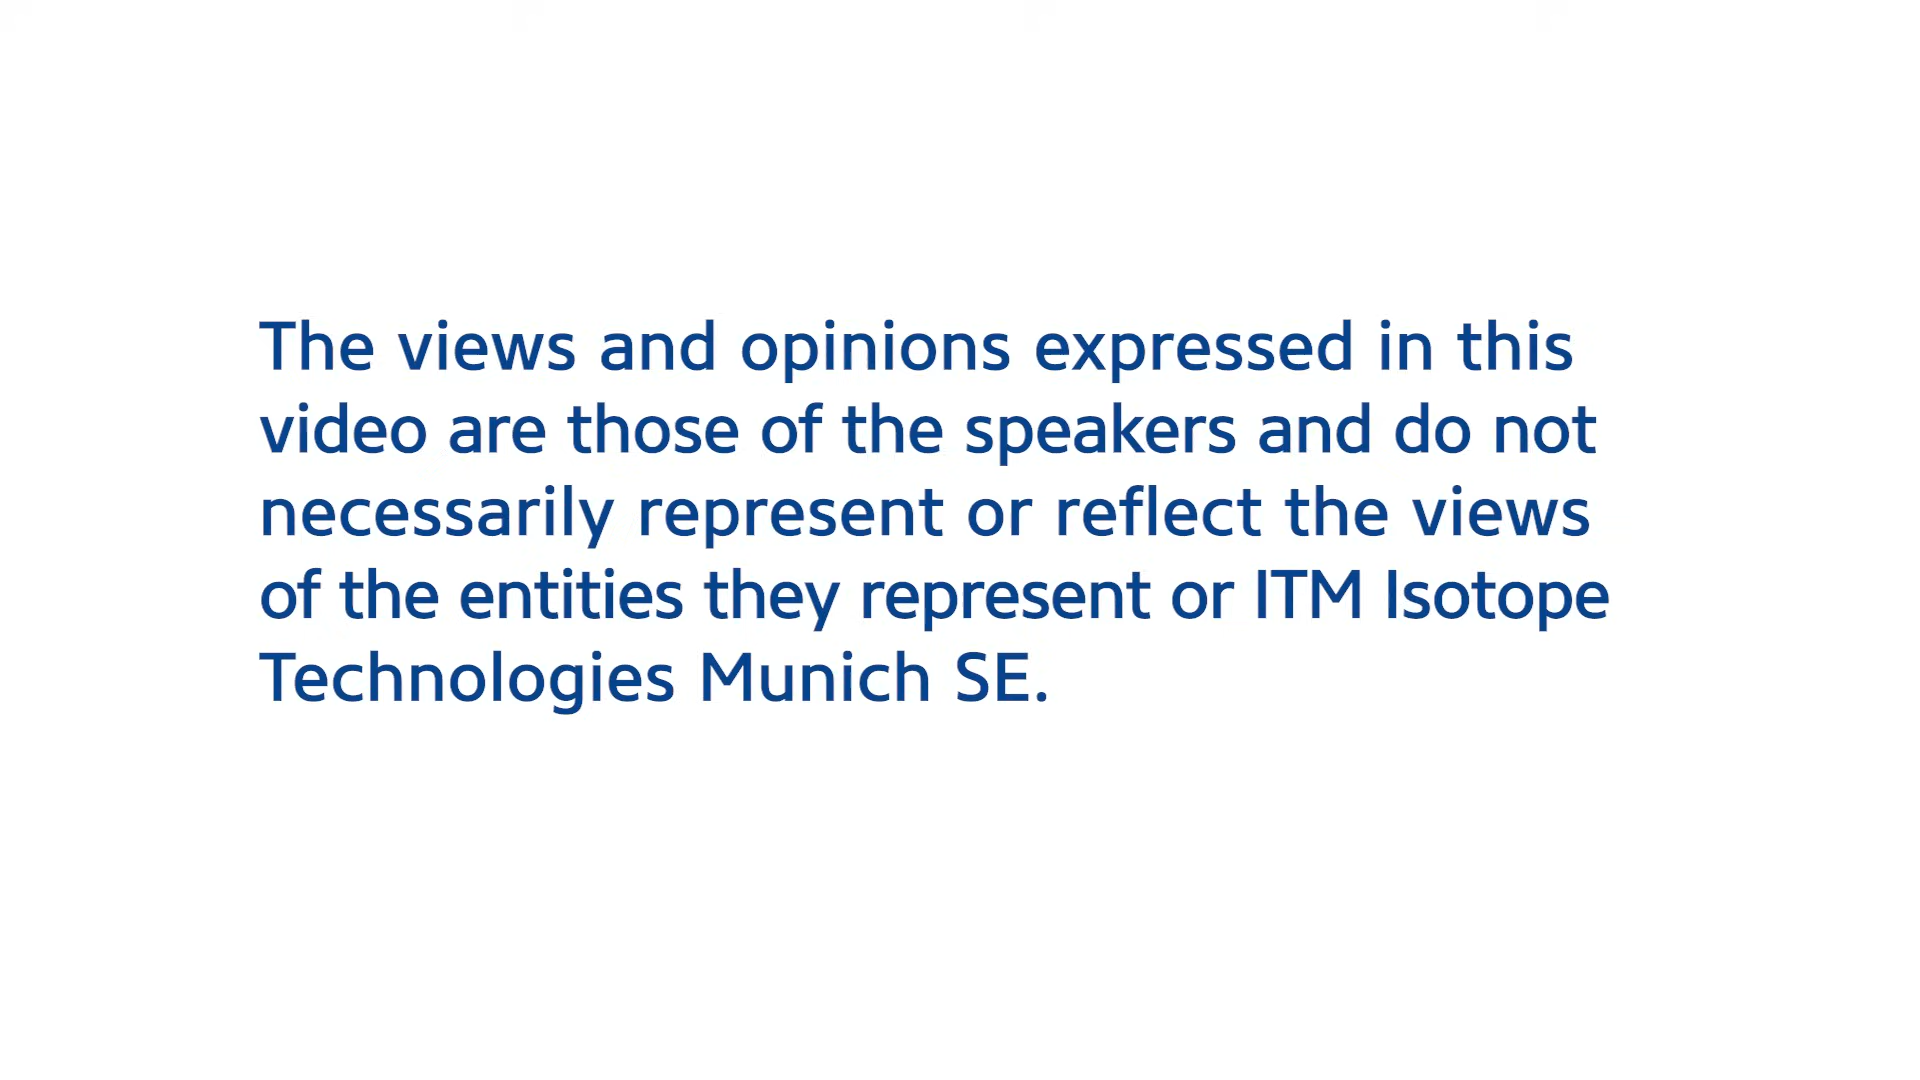 The views and opinions expressed in this
video are those of the speakers and do not
necessarily represent or reflect the views
of the entities they represent or ITM Isotope
Technologies Munich SE.